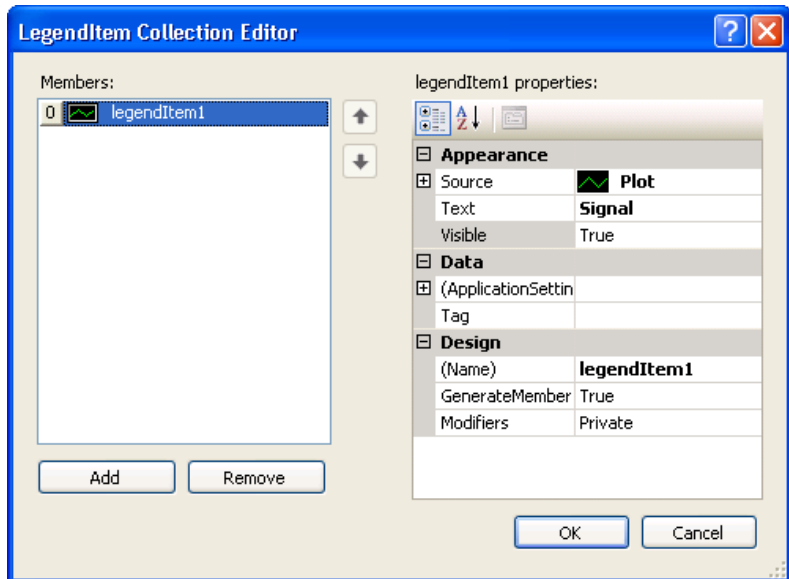 LegendItem Collection Editor
Members:
0 legendItem1
Add Remove
legendItem1 properties:
Appearance
Source Plot
Text Signal
Visible True
Data
(ApplicationSettin
Tag
Design
(Name) legendItem1
GenerateMember True
Modifiers Private
OK Cancel